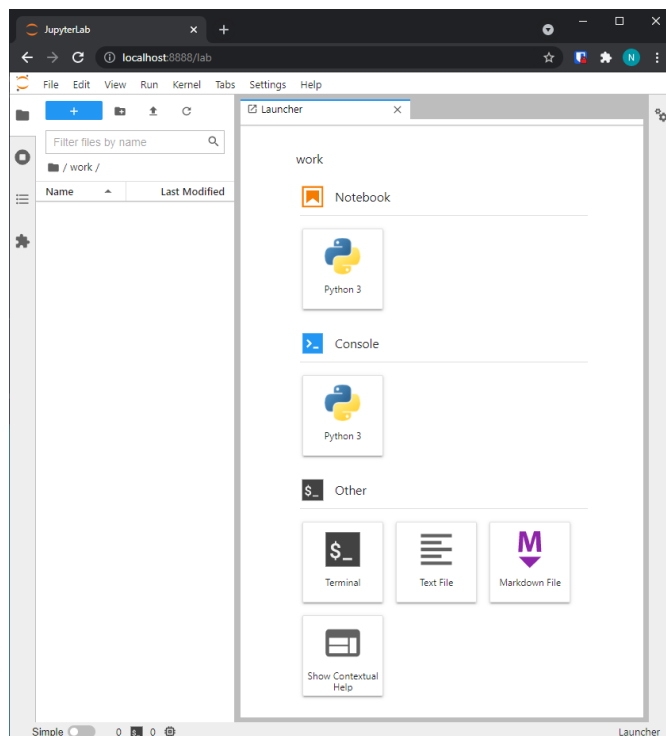 JupyterLab
localhost:8888/lab
N
File Edit View Run Kernel Tabs Settings Help
Launcher
Filter files by name
/ work /
Name Last Modified
work
Notebook
Python 3
Console
Python 3
$_ Other
$_
M
Terminal Text File Markdown File
Show Contextual
Help
Simple 0 $_ 0 Launcher